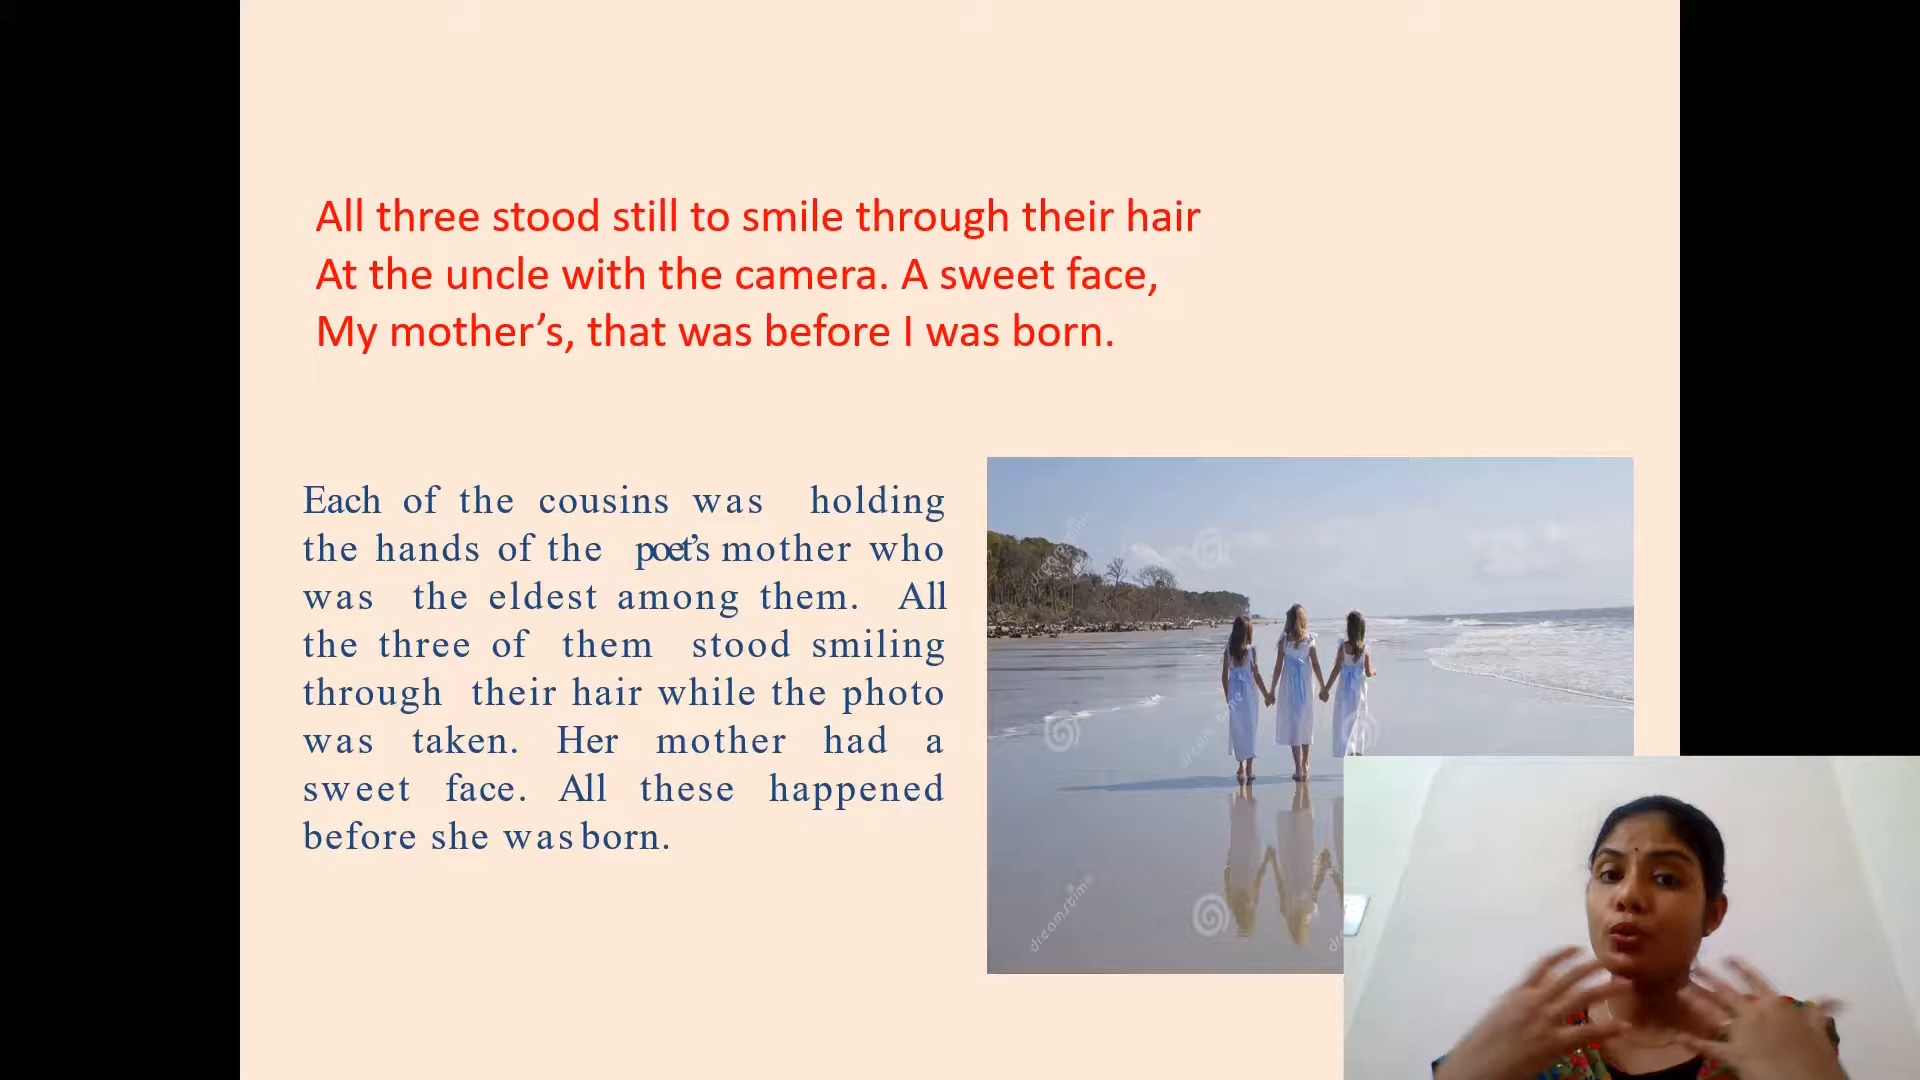 All three stood still to smile through their hair
At the uncle with the camera. A sweet face,
My mother’s, that was before I was born.
Each of the cousins was holding
the hands of the poet’s mother who
was the eldest among them. All
the three of them stood smiling
through their hair while the photo
was taken. Her mother had a
sweet face. All these happened
before she was born.
dreamstime
dreamstime
dreamstime